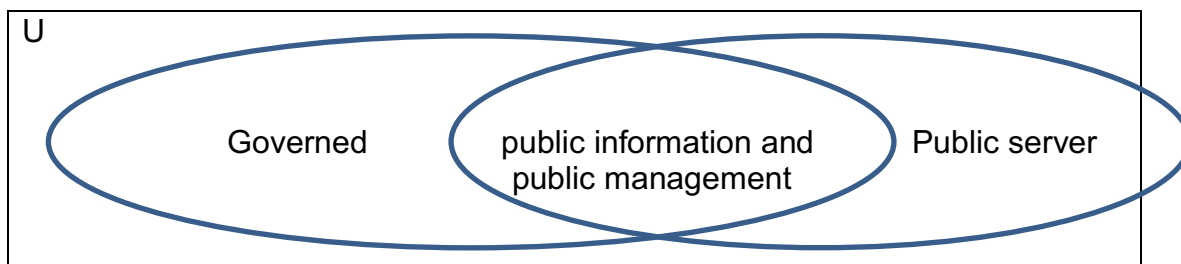 U
Governed
public information and
public management
Public server